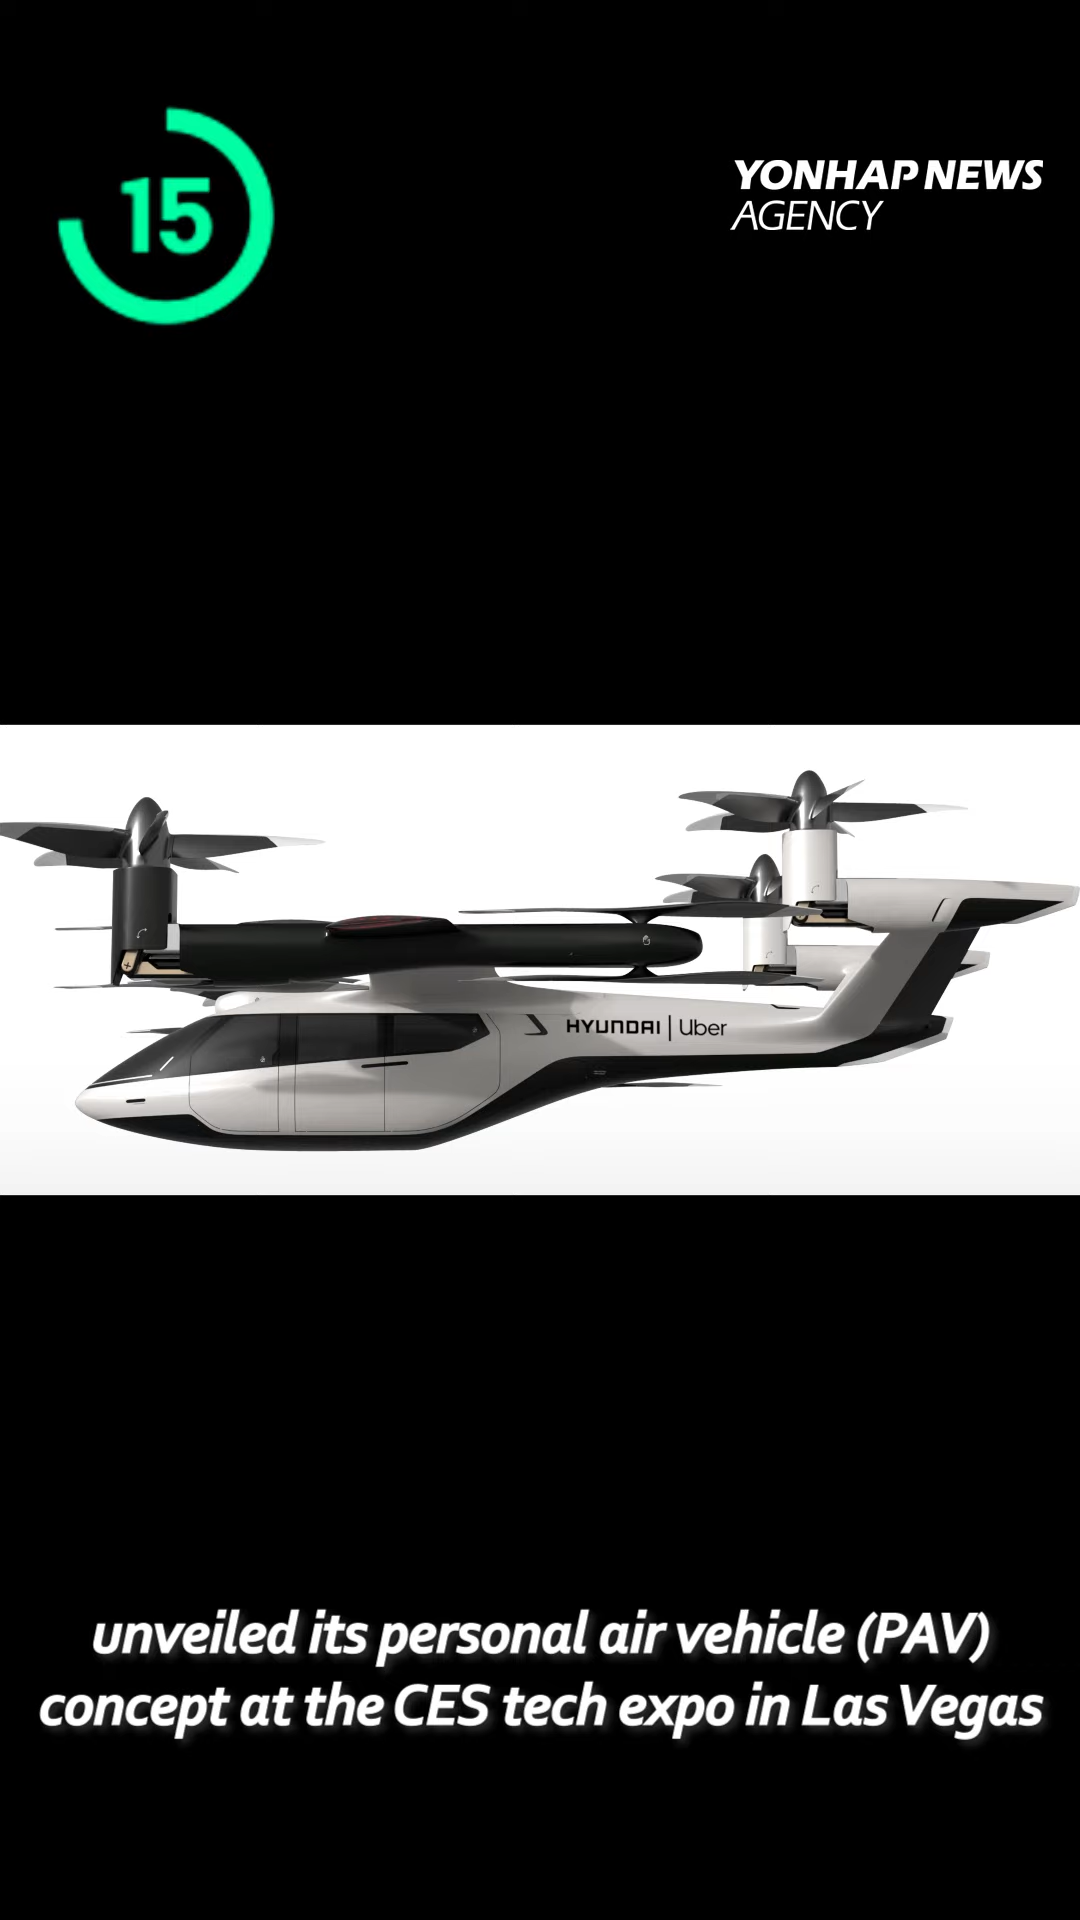 15
YONHAP NEWS
AGENCY
HYUNDAI | Uber
unveiled its personal air vehicle (PAV)
concept at the CES tech expo in Las Vegas